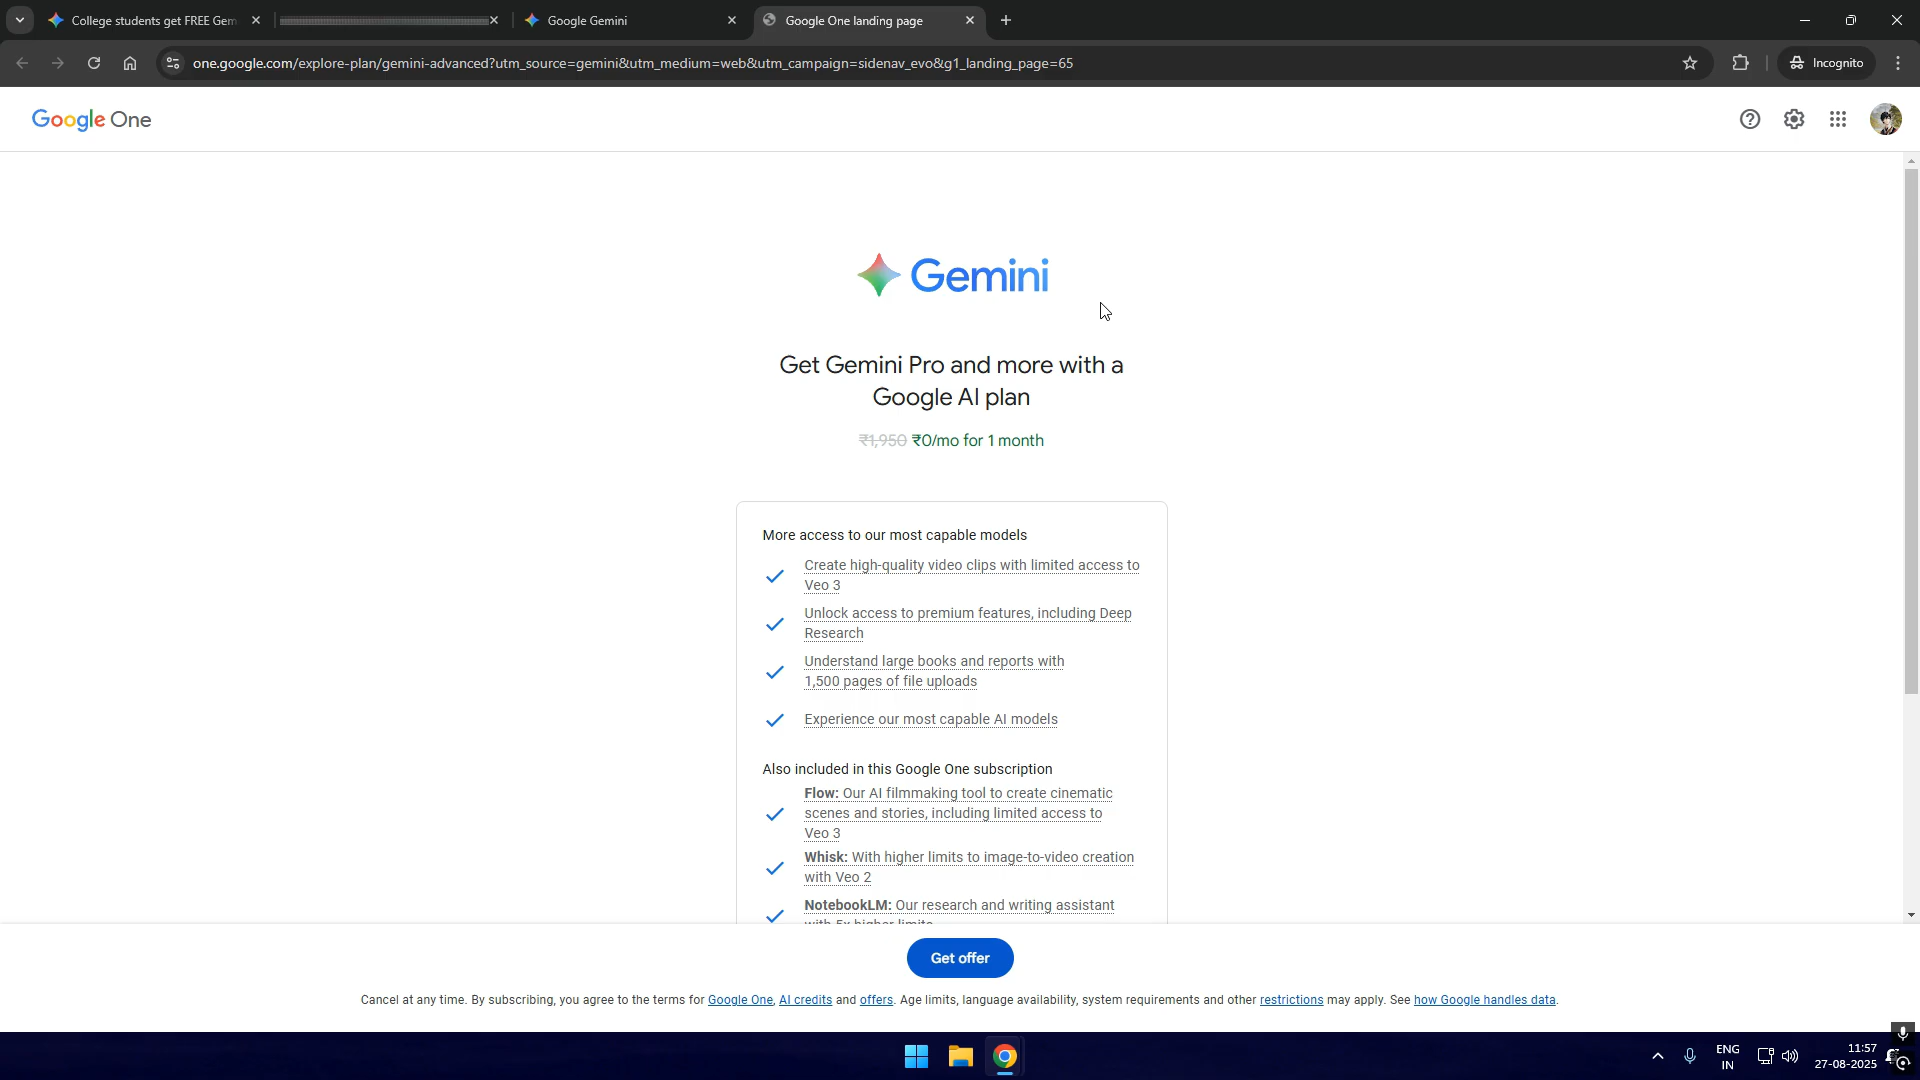 College students get FREE Gem
Google Gemini
Google One landing page
one.google.com/explore-plan/gemini-advanced?utm_source=gemini&utm_medium=web&utm_campaign=sidenav_evo&g1_landing_page=65
Incognito
Google One
Gemini
Get Gemini Pro and more with a
Google AI plan
₹1,950 ₹0/mo for 1 month
More access to our most capable models
Create high-quality video clips with limited access to
Veo 3
Unlock access to premium features, including Deep
Research
Understand large books and reports with
1,500 pages of file uploads
Experience our most capable AI models
Also included in this Google One subscription
Flow: Our AI filmmaking tool to create cinematic
scenes and stories, including limited access to
Veo 3
Whisk: With higher limits to image-to-video creation
with Veo 2
NotebookLM: Our research and writing assistant
with 5x higher limits
Get offer
Cancel at any time. By subscribing, you agree to the terms for Google One, AI credits and offers. Age limits, language availability, system requirements and other restrictions may apply. See how Google handles data.
ENG
IN
11:57
27-08-2025